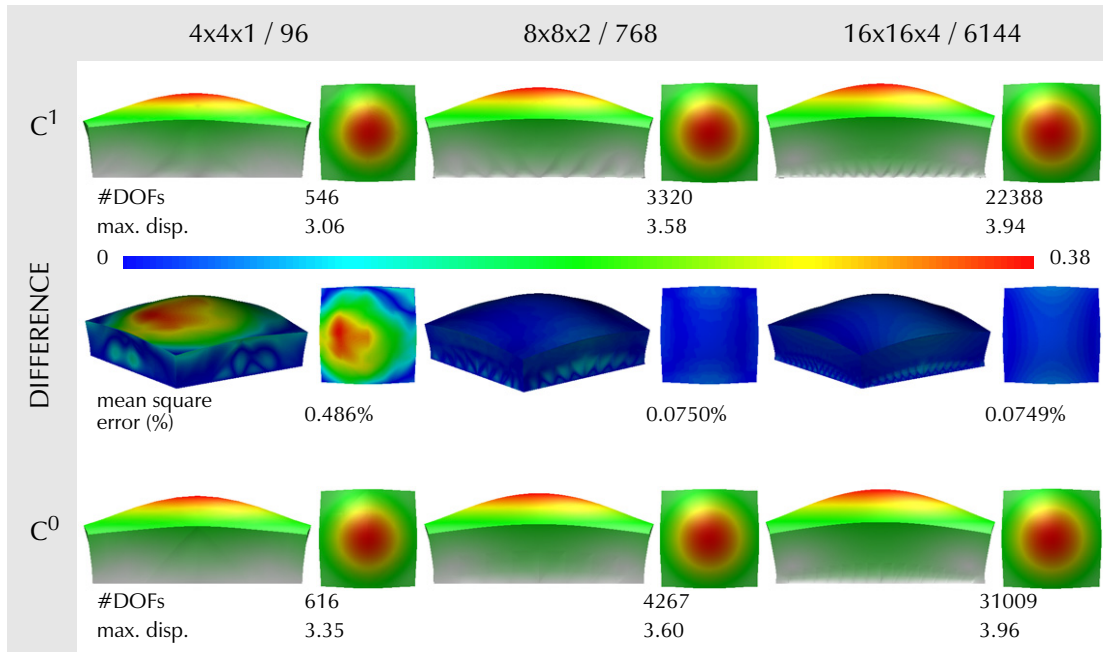 4x4x1 / 96 8x8x2 / 768 16x16x4 / 6144
C¹
#DOFs 546 3320 22388
max. disp. 3.06 3.58 3.94
0 0.38
DIFFERENCE
mean square
error (%) 0.486% 0.0750% 0.0749%
C⁰
#DOFs 616 4267 31009
max. disp. 3.35 3.60 3.96